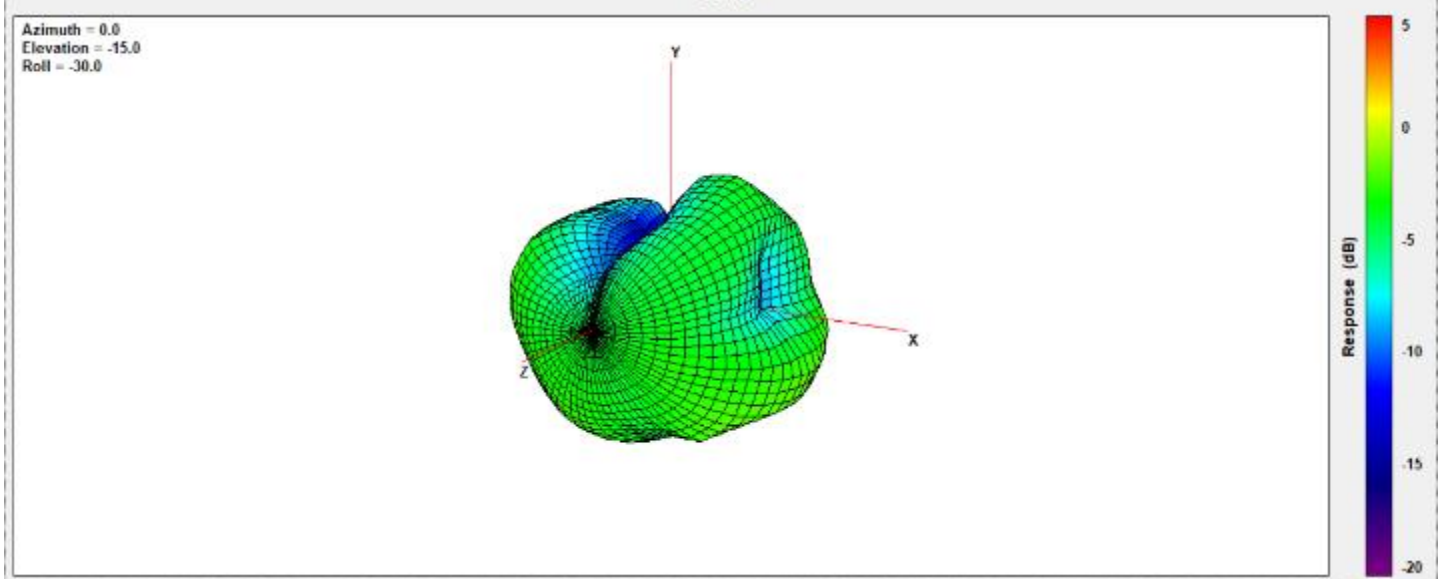 Azimuth = 0.0
Elevation = -15.0
Roll = -30.0
Y
X
Z
Response (dB)
5
0
-5
-10
-15
-20